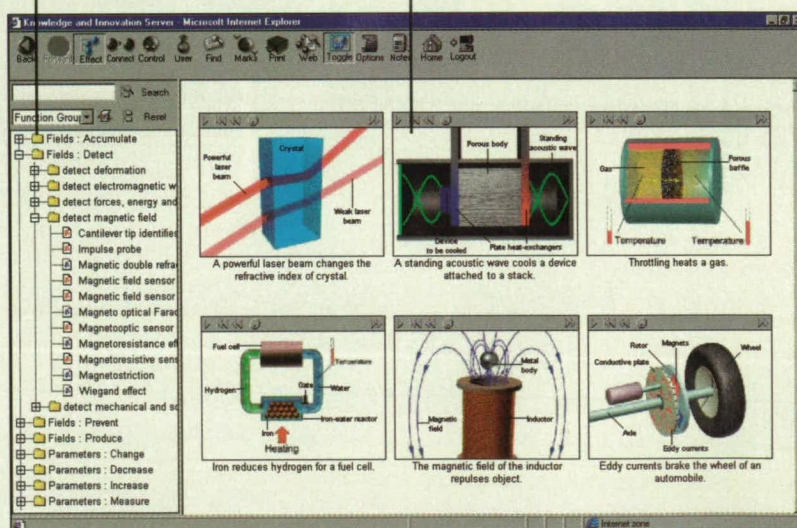 Knowledge and Innovation Server - Microsoft Internet Explorer
Back Forward Effect Connect Control User Find Marks Print Web Toggle Options Notes Home Logout
Search
Function Group Reset
Fields : Accumulate
Fields : Detect
detect deformation
detect electromagnetic w
detect forces, energy and
detect magnetic field
Cantilever tip identifies
Impulse probe
Magnetic double refra
Magnetic field sensor
Magnetic field sensor
Magneto optical Farad
Magnetooptic sensor
Magnetoresistance eff
Magnetoresistive sens
Magnetostriction
Wiegand effect
detect mechanical and so
Fields : Prevent
Fields : Produce
Parameters : Change
Parameters : Decrease
Parameters : Increase
Parameters : Measure
Powerful laser beam
Crystal
Weak laser beam
A powerful laser beam changes the
refractive index of crystal.
Porous body
Standing acoustic wave
Device to be cooled
Plate heat-exchangers
A standing acoustic wave cools a device
attached to a stack.
Gas
Porous baffle
Temperature
Temperature
Throttling heats a gas.
Fuel cell
Temperature
Hydrogen
Gate
Water
Iron
Iron-water reactor
Heating
Iron reduces hydrogen for a fuel cell.
Metal body
Magnetic field
Inductor
The magnetic field of the inductor
repulses object.
Rotor
Magnets
Wheel
Conductive plate
Axle
Eddy currents
Eddy currents brake the wheel of an
automobile.
Internet zone